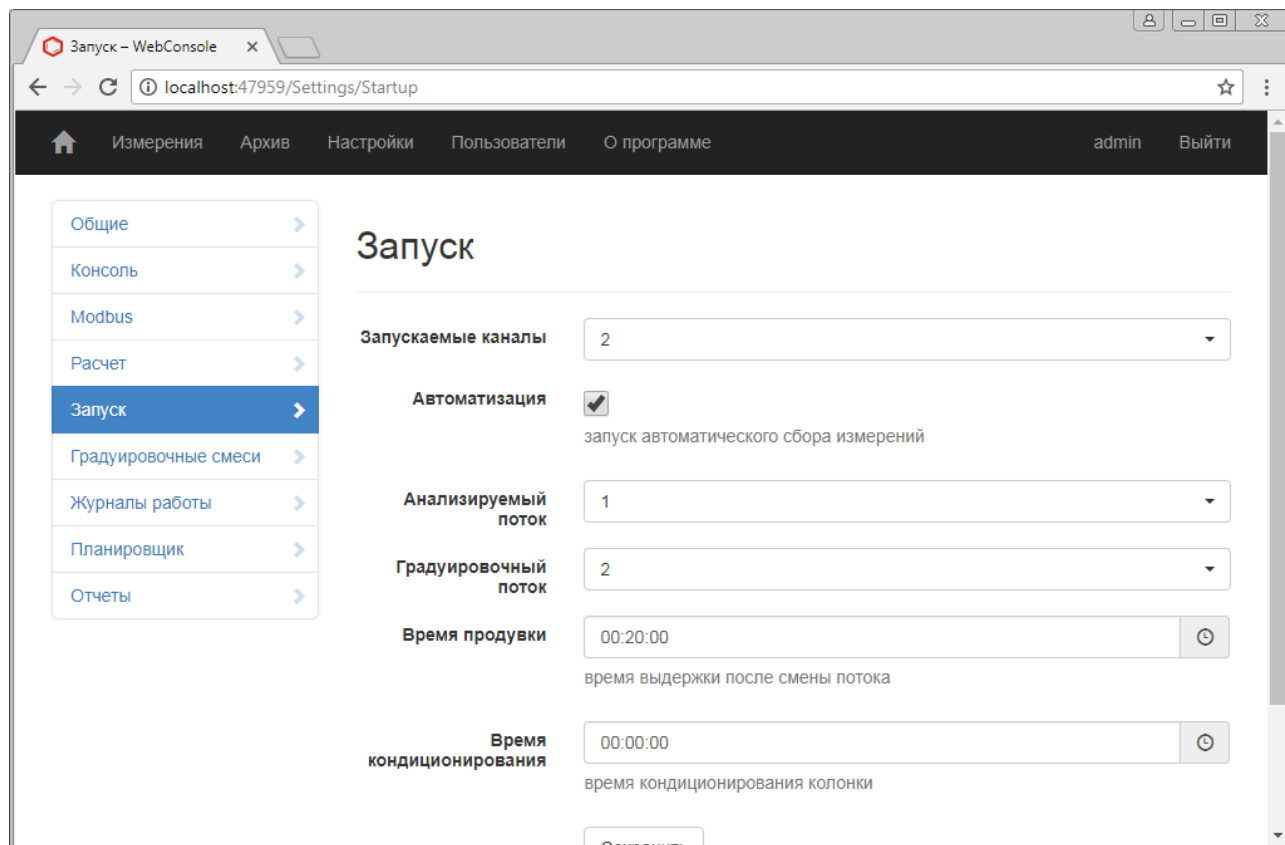 Запуск – WebConsole
localhost:47959/Settings/Startup
Измерения Архив Настройки Пользователи О программе admin Выйти
Общие
Консоль
Modbus
Расчет
Запуск
Градуировочные смеси
Журналы работы
Планировщик
Отчеты
Запуск
Запускаемые каналы 2
Автоматизация
запуск автоматического сбора измерений
Анализируемый
поток
1
Градуировочный
поток
2
Время продувки 00:20:00
время выдержки после смены потока
Время
кондиционирования
00:00:00
время кондиционирования колонки
Сохранить